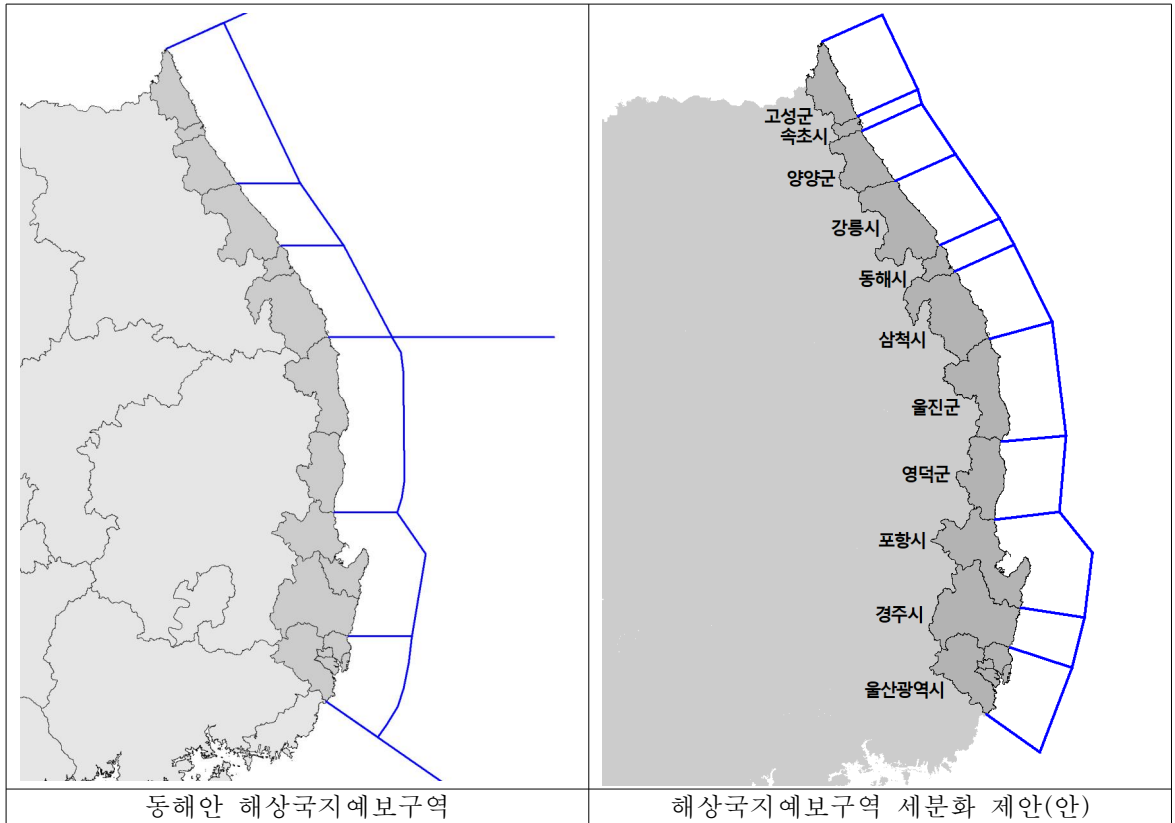 고성군
속초시
양양군
강릉시
동해시
삼척시
울진군
영덕군
포항시
경주시
울산광역시
동해안 해상국지예보구역
해상국지예보구역 세분화 제안(안)